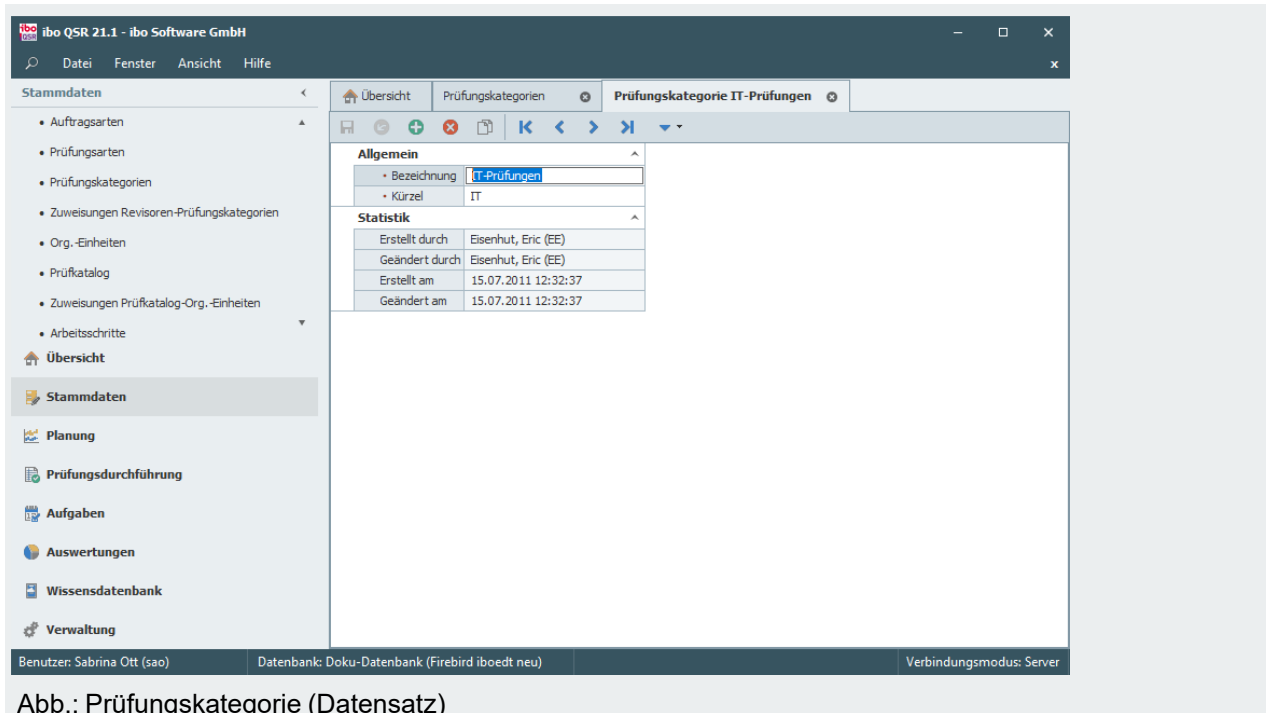 ibo QSR 21.1 - ibo Software GmbH
Datei Fenster Ansicht Hilfe
Stammdaten
Übersicht Prüfungskategorien Prüfungskategorie IT-Prüfungen
• Auftragsarten
• Prüfungsarten
• Prüfungskategorien
• Zuweisungen Revisoren-Prüfungskategorien
• Org.-Einheiten
• Prüfkatalog
• Zuweisungen Prüfkatalog-Org.-Einheiten
• Arbeitsschritte
Übersicht
Stammdaten
Planung
Prüfungsdurchführung
Aufgaben
Auswertungen
Wissensdatenbank
Verwaltung
Allgemein
• Bezeichnung IT-Prüfungen
• Kürzel IT
Statistik
Erstellt durch Eisenhut, Eric (EE)
Geändert durch Eisenhut, Eric (EE)
Erstellt am 15.07.2011 12:32:37
Geändert am 15.07.2011 12:32:37
Benutzer: Sabrina Ott (sao) Datenbank: Doku-Datenbank (Firebird iboedt neu) Verbindungsmodus: Server
Abb.: Prüfungskategorie (Datensatz)